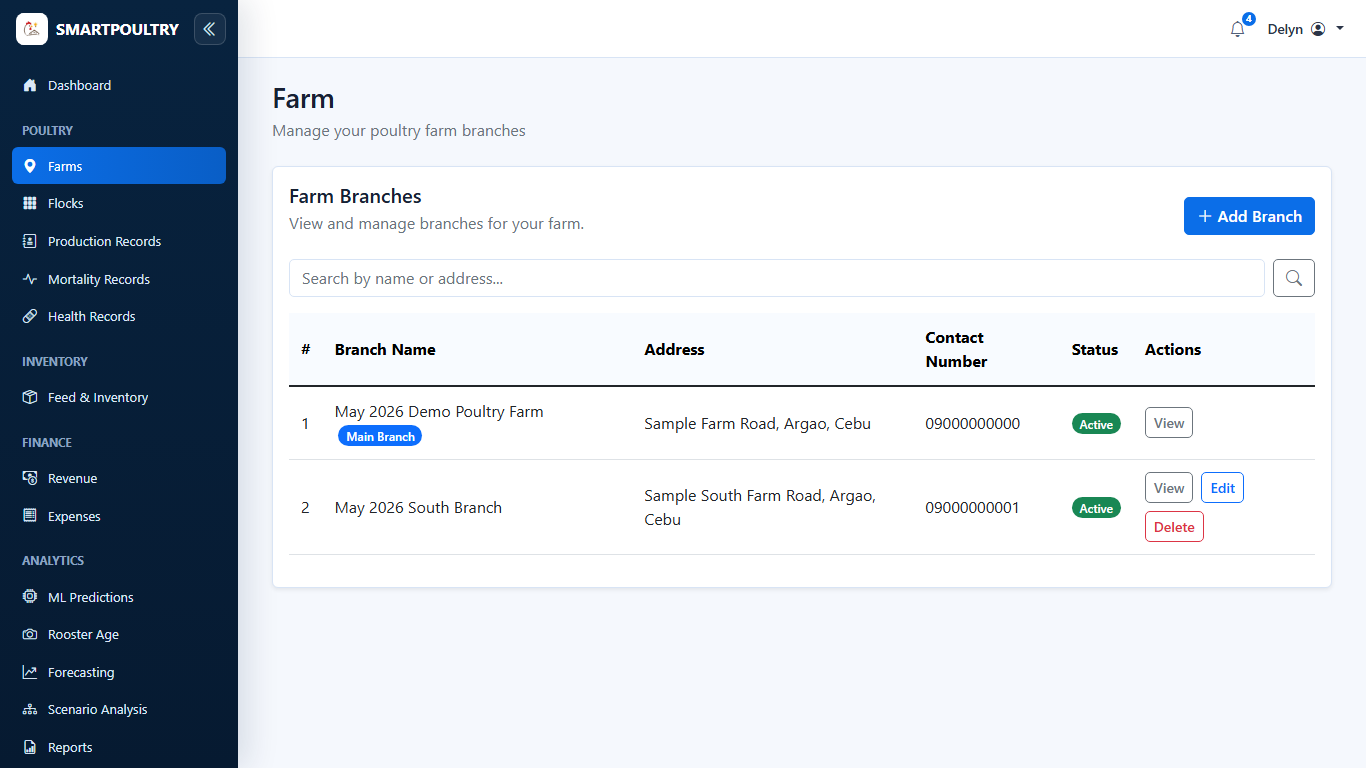 SMARTPOULTRY
4
Delyn
Dashboard
POULTRY
Farms
Flocks
Production Records
Mortality Records
Health Records
INVENTORY
Feed & Inventory
FINANCE
Revenue
Expenses
ANALYTICS
ML Predictions
Rooster Age
Forecasting
Scenario Analysis
Reports
Farm
Manage your poultry farm branches
Farm Branches
View and manage branches for your farm.
+ Add Branch
Search by name or address...
# Branch Name Address Contact Number Status Actions
1 May 2026 Demo Poultry Farm Main Branch Sample Farm Road, Argao, Cebu 09000000000 Active View
2 May 2026 South Branch Sample South Farm Road, Argao, Cebu 09000000001 Active View Edit Delete